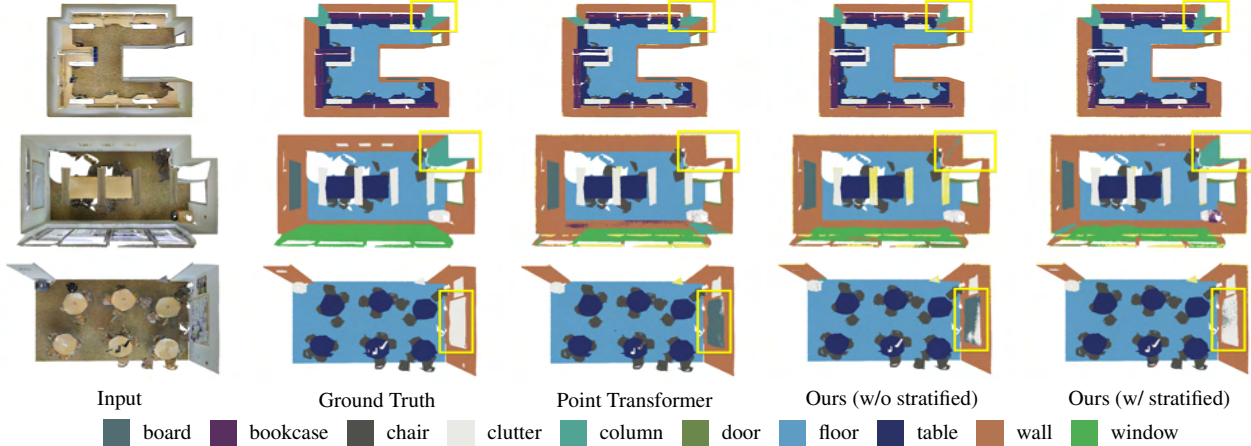 Input Ground Truth Point Transformer Ours (w/o stratified) Ours (w/ stratified)
board bookcase chair clutter column door floor table wall window